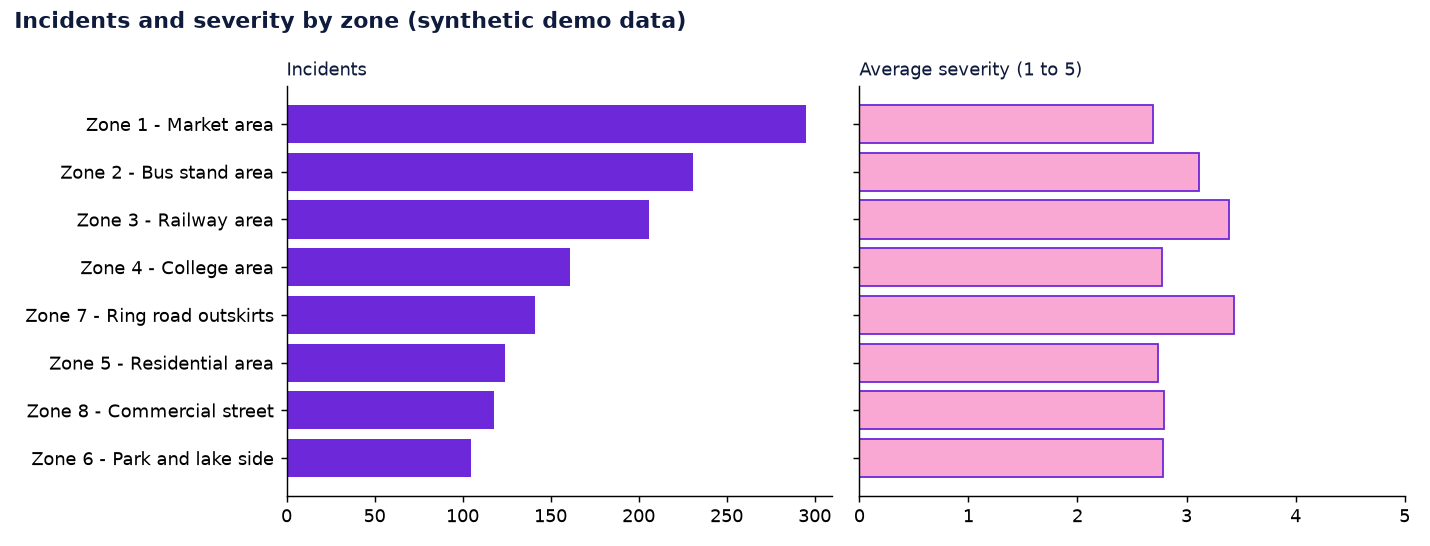 Incidents and severity by zone (synthetic demo data)
Incidents
Average severity (1 to 5)
Zone 1 - Market area
Zone 2 - Bus stand area
Zone 3 - Railway area
Zone 4 - College area
Zone 7 - Ring road outskirts
Zone 5 - Residential area
Zone 8 - Commercial street
Zone 6 - Park and lake side
0 50 100 150 200 250 300
0 1 2 3 4 5